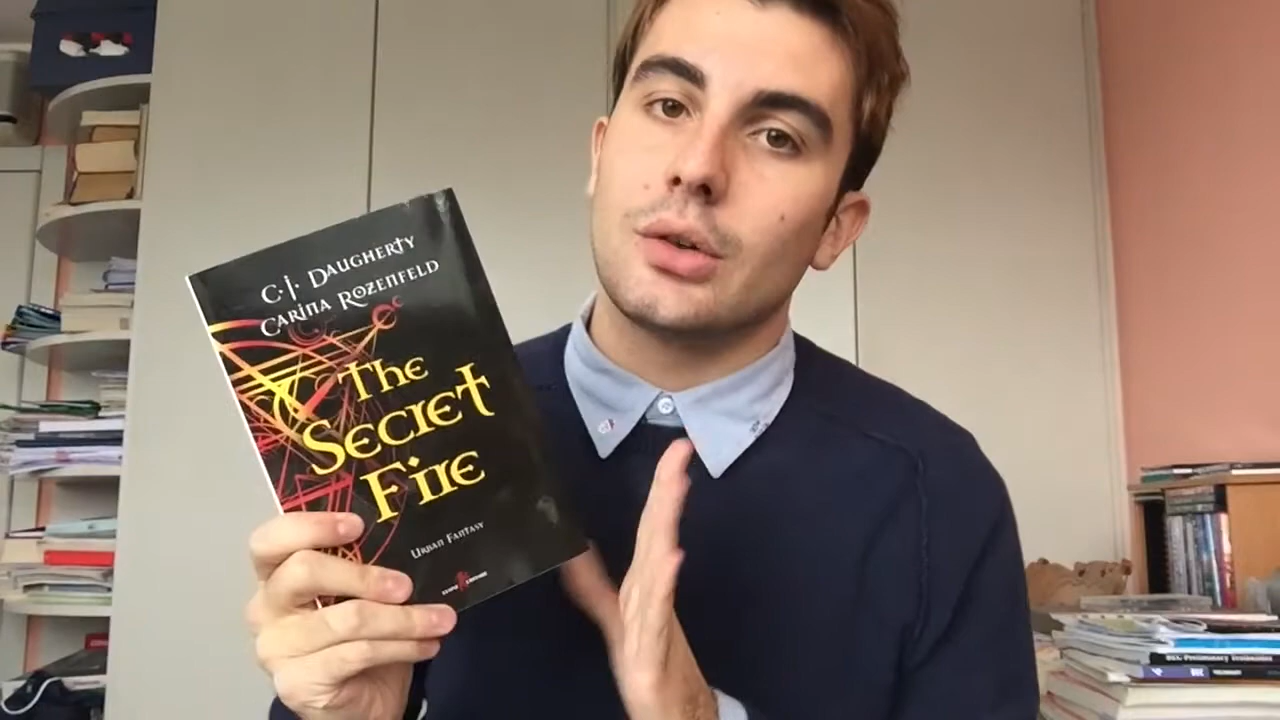 C.J. Daugherty
Carina Rozenfeld
The
Secret
Fire
Urban Fantasy